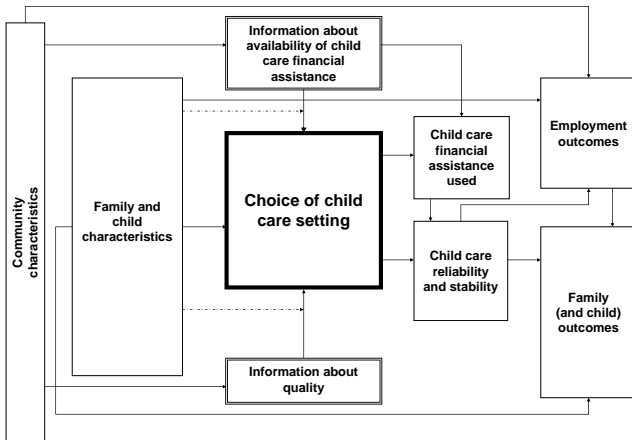 Community
characteristics
Family and
child
characteristics
Information about
availability of child
care financial
assistance
Choice of child
care setting
Information about
quality
Child care
financial
assistance
used
Child care
reliability
and stability
Employment
outcomes
Family
(and child)
outcomes